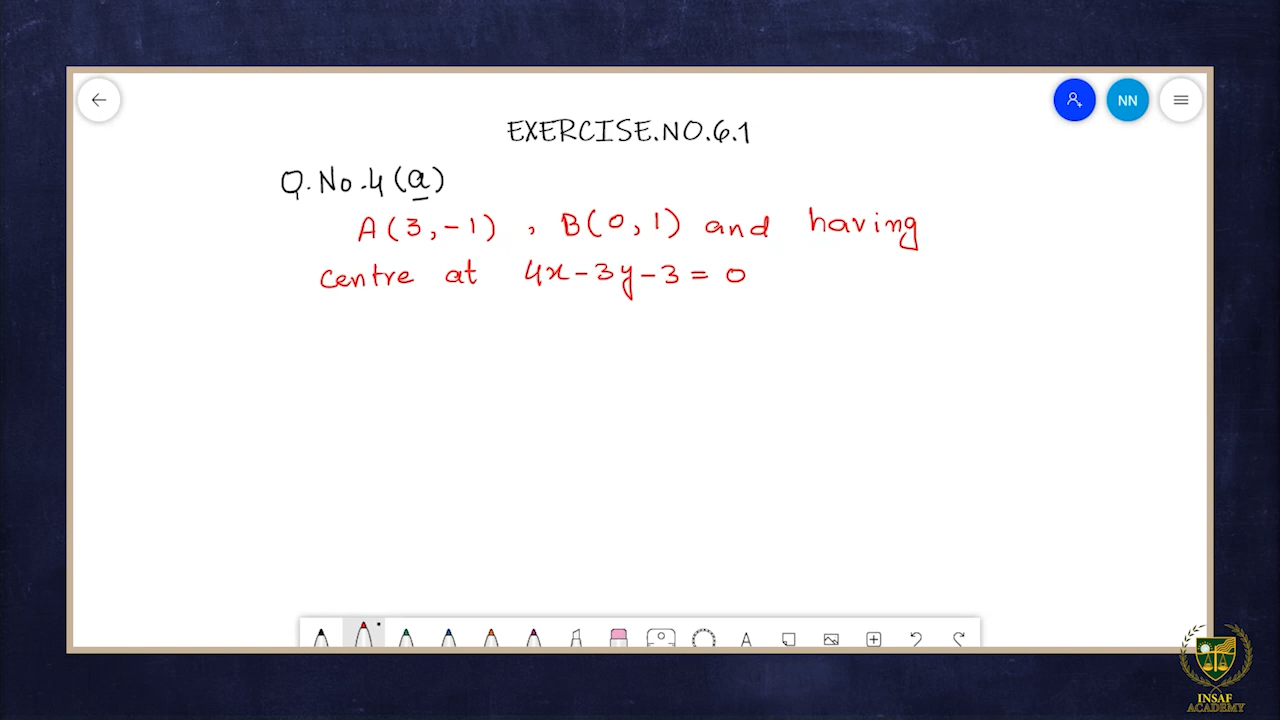 NN
EXERCISE.NO.6.1
Q.No.4(a)
A(3,-1) , B(0,1) and having
centre at 4x-3y-3=0
A
INSAF
ACADEMY